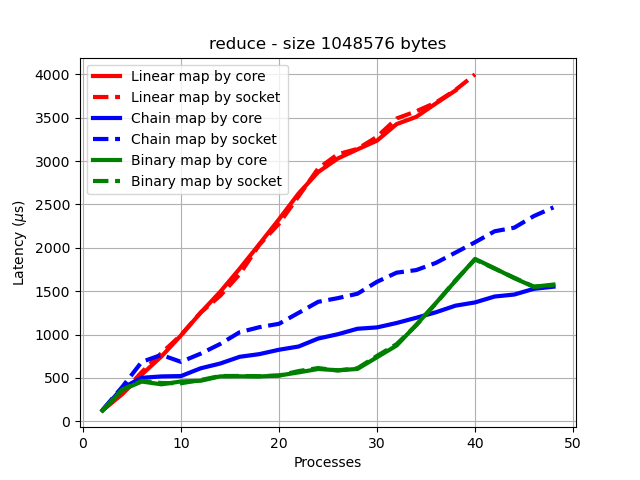 reduce - size 1048576 bytes
Linear map by core
Linear map by socket
Chain map by core
Chain map by socket
Binary map by core
Binary map by socket
Latency (μs)
4000
3500
3000
2500
2000
1500
1000
500
0
0 10 20 30 40 50
Processes